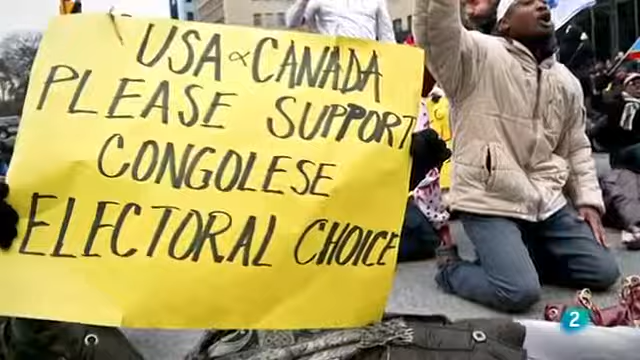 USA & CANADA
PLEASE SUPPORT
CONGOLESE
ELECTORAL CHOICE
2